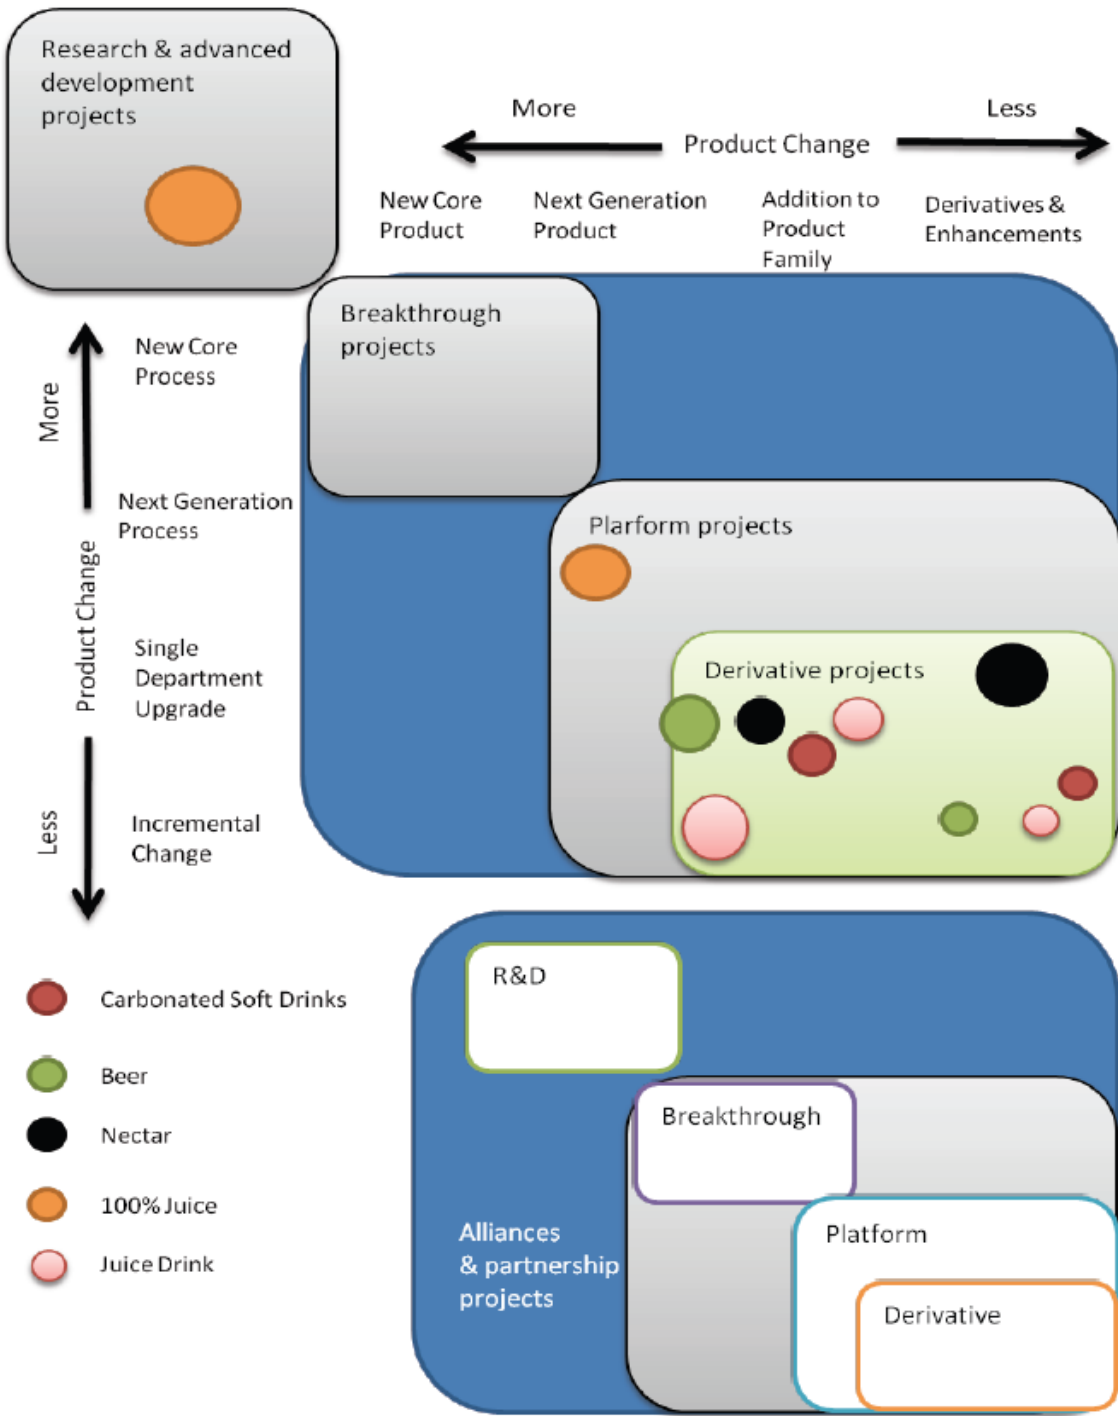 Research & advanced
development
projects
More
Less
Product Change
New Core
Product
Next Generation
Product
Addition to
Product
Family
Derivatives &
Enhancements
Breakthrough
projects
More
Product Change
Less
New Core
Process
Next Generation
Process
Single
Department
Upgrade
Incremental
Change
Plarform projects
Derivative projects
Carbonated Soft Drinks
Beer
Nectar
100% Juice
Juice Drink
R&D
Breakthrough
Alliances
& partnership
projects
Platform
Derivative